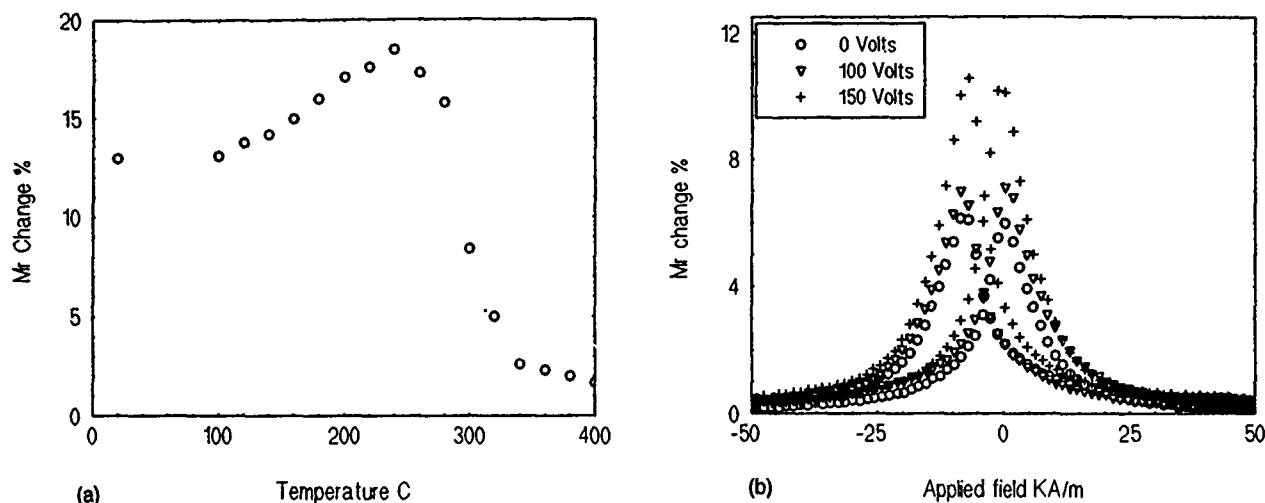 20
15
10
5
0
Mr Change %
0 100 200 300 400
(a) Temperature C
12
8
4
0
Mr change %
0 Volts
100 Volts
150 Volts
-50 -25 0 25 50
(b) Applied field KA/m